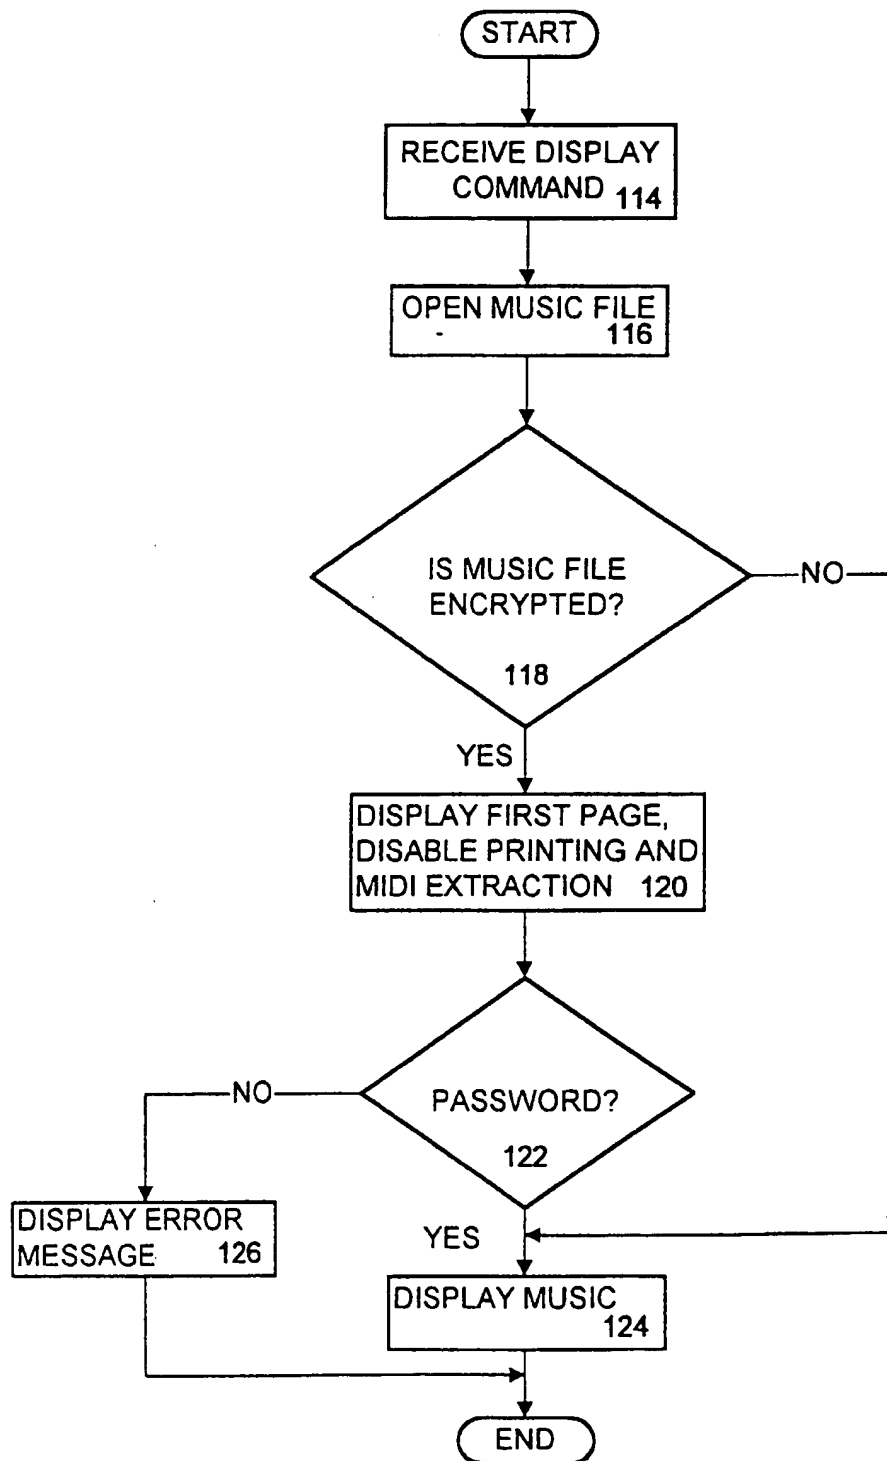 START
RECEIVE DISPLAY
COMMAND 114
OPEN MUSIC FILE
116
IS MUSIC FILE
ENCRYPTED?
118
NO
YES
DISPLAY FIRST PAGE,
DISABLE PRINTING AND
MIDI EXTRACTION 120
PASSWORD?
122
NO
DISPLAY ERROR
MESSAGE 126
YES
DISPLAY MUSIC
124
END